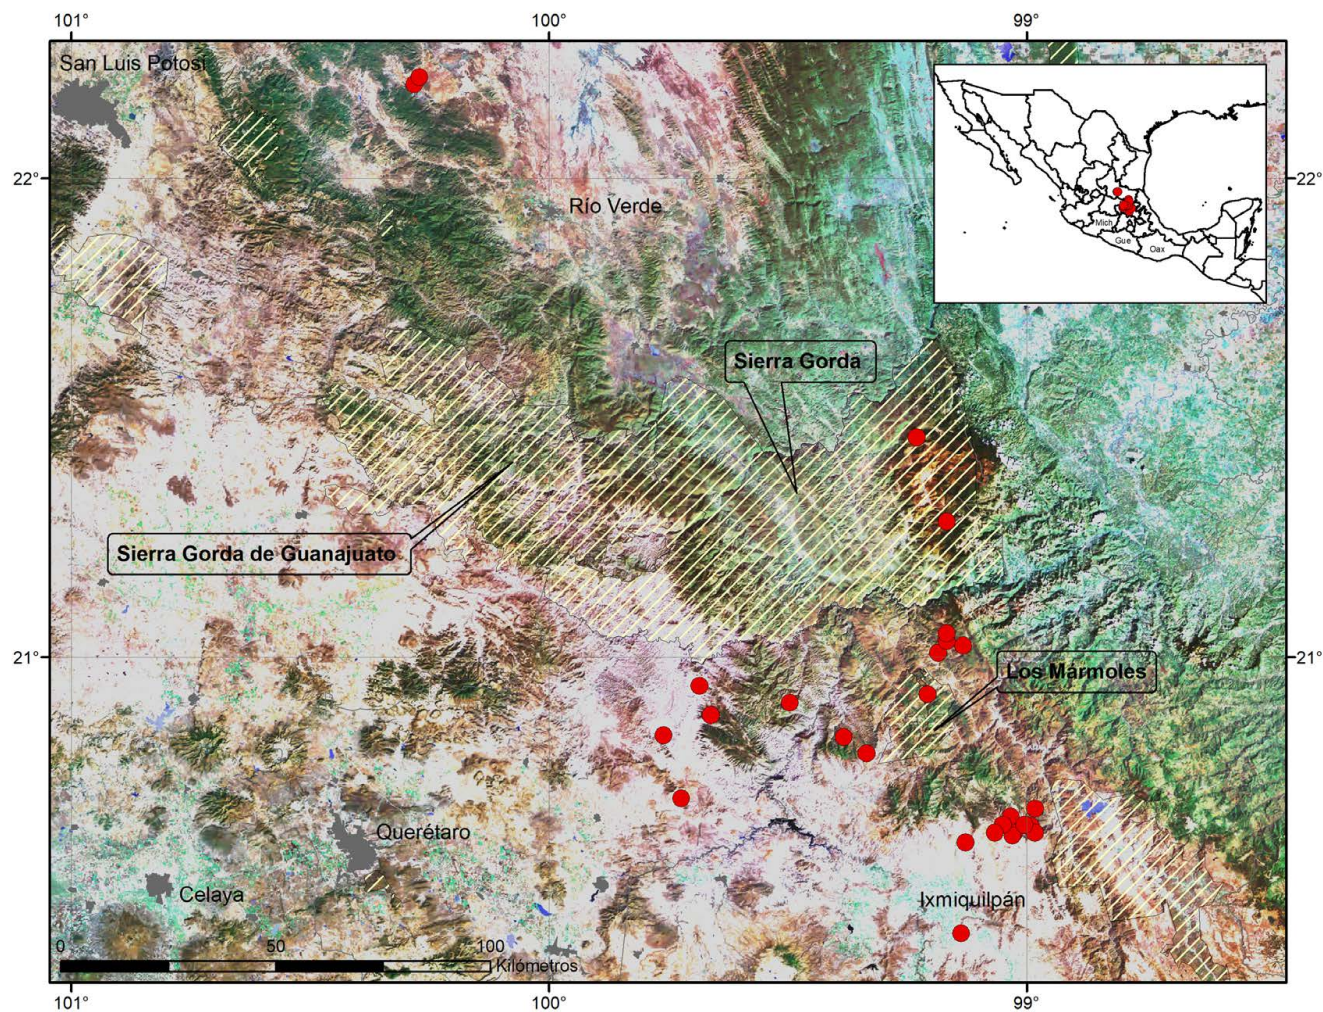 101°
100°
99°
San Luis Potosí
22°
22°
Río Verde
Mich
Gue
Oax
Sierra Gorda
Sierra Gorda de Guanajuato
21°
21°
Los Mármoles
Querétaro
Celaya
Ixmiquilpán
0 50 100
Kilómetros
101°
100°
99°